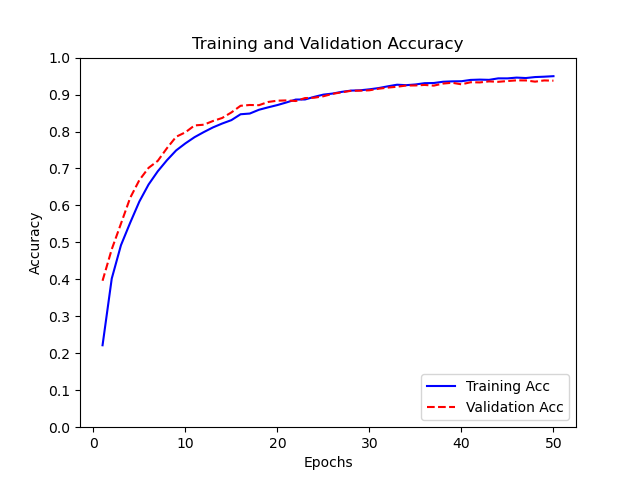 Training and Validation Accuracy
1.0
0.9
0.8
0.7
0.6
0.5
0.4
0.3
0.2
0.1
0.0
Accuracy
0 10 20 30 40 50
Epochs
Training Acc
Validation Acc